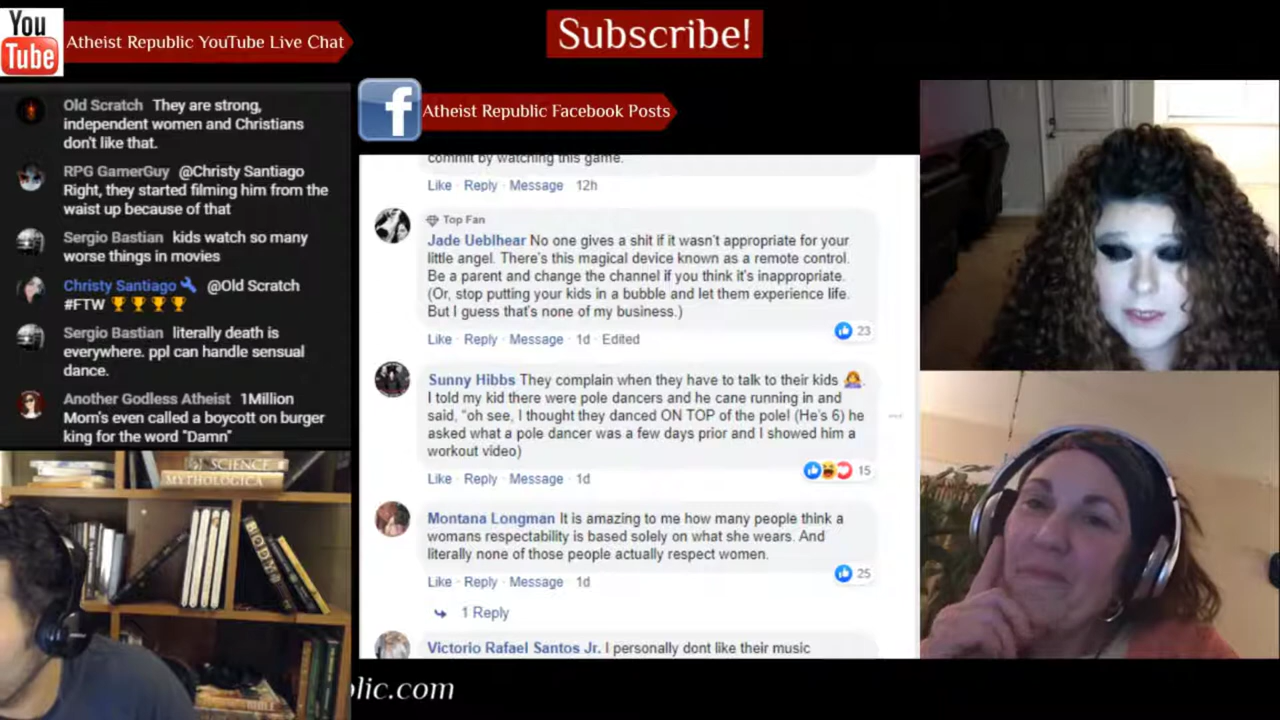 You
Tube
Atheist Republic YouTube Live Chat
Subscribe!
Old Scratch They are strong,
independent women and Christians
don't like that.
RPG GamerGuy @Christy Santiago
Right, they started filming him from the
waist up because of that
Sergio Bastian kids watch so many
worse things in movies
Christy Santiago @Old Scratch
#FTW 🏆🏆🏆🏆
Sergio Bastian literally death is
everywhere. ppl can handle sensual
dance.
Another Godless Atheist 1Million
Mom's even called a boycott on burger
king for the word "Damn"
f
Atheist Republic Facebook Posts
commit by watching this game.
Like · Reply · Message 12h
Top Fan
Jade Ueblhear No one gives a shit if it wasn't appropriate for your
little angel. There's this magical device known as a remote control.
Be a parent and change the channel if you think it's inappropriate.
(Or, stop putting your kids in a bubble and let them experience life.
But I guess that's none of my business.)
23
Like · Reply · Message 1d · Edited
Sunny Hibbs They complain when they have to talk to their kids 🤦‍♀️.
I told my kid there were pole dancers and he cane running in and
said, "oh see, I thought they danced ON TOP of the pole! (He's 6) he
asked what a pole dancer was a few days prior and I showed him a
workout video)
15
Like · Reply · Message 1d
Montana Longman It is amazing to me how many people think a
womans respectability is based solely on what she wears. And
literally none of those people actually respect women.
25
Like · Reply · Message 1d
1 Reply
Victorio Rafael Santos Jr. I personally dont like their music
SCIENCE
MYTHOLOGICA
BODY
blic.com